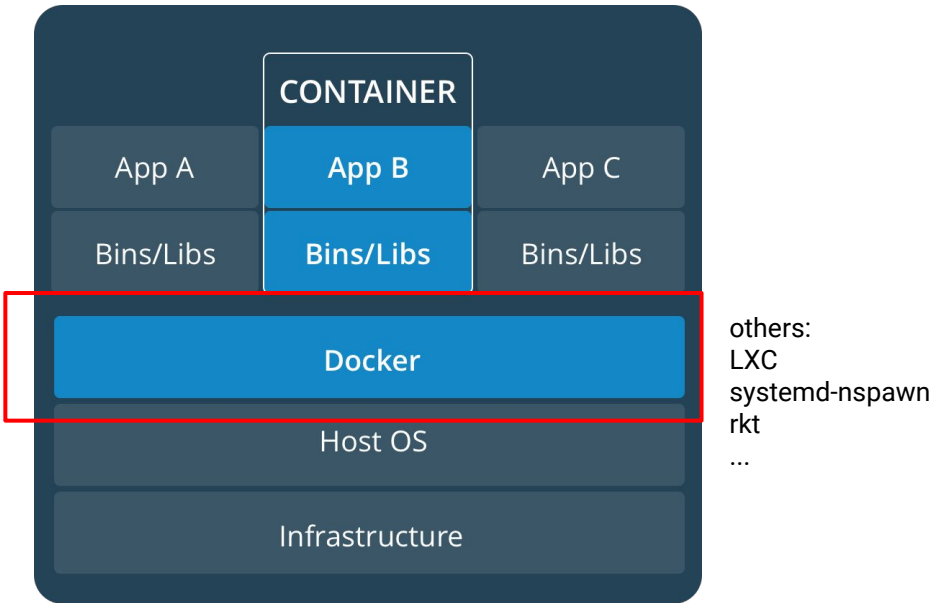 CONTAINER
App A
App B
App C
Bins/Libs
Bins/Libs
Bins/Libs
Docker
Host OS
Infrastructure
others:
LXC
systemd-nspawn
rkt
...